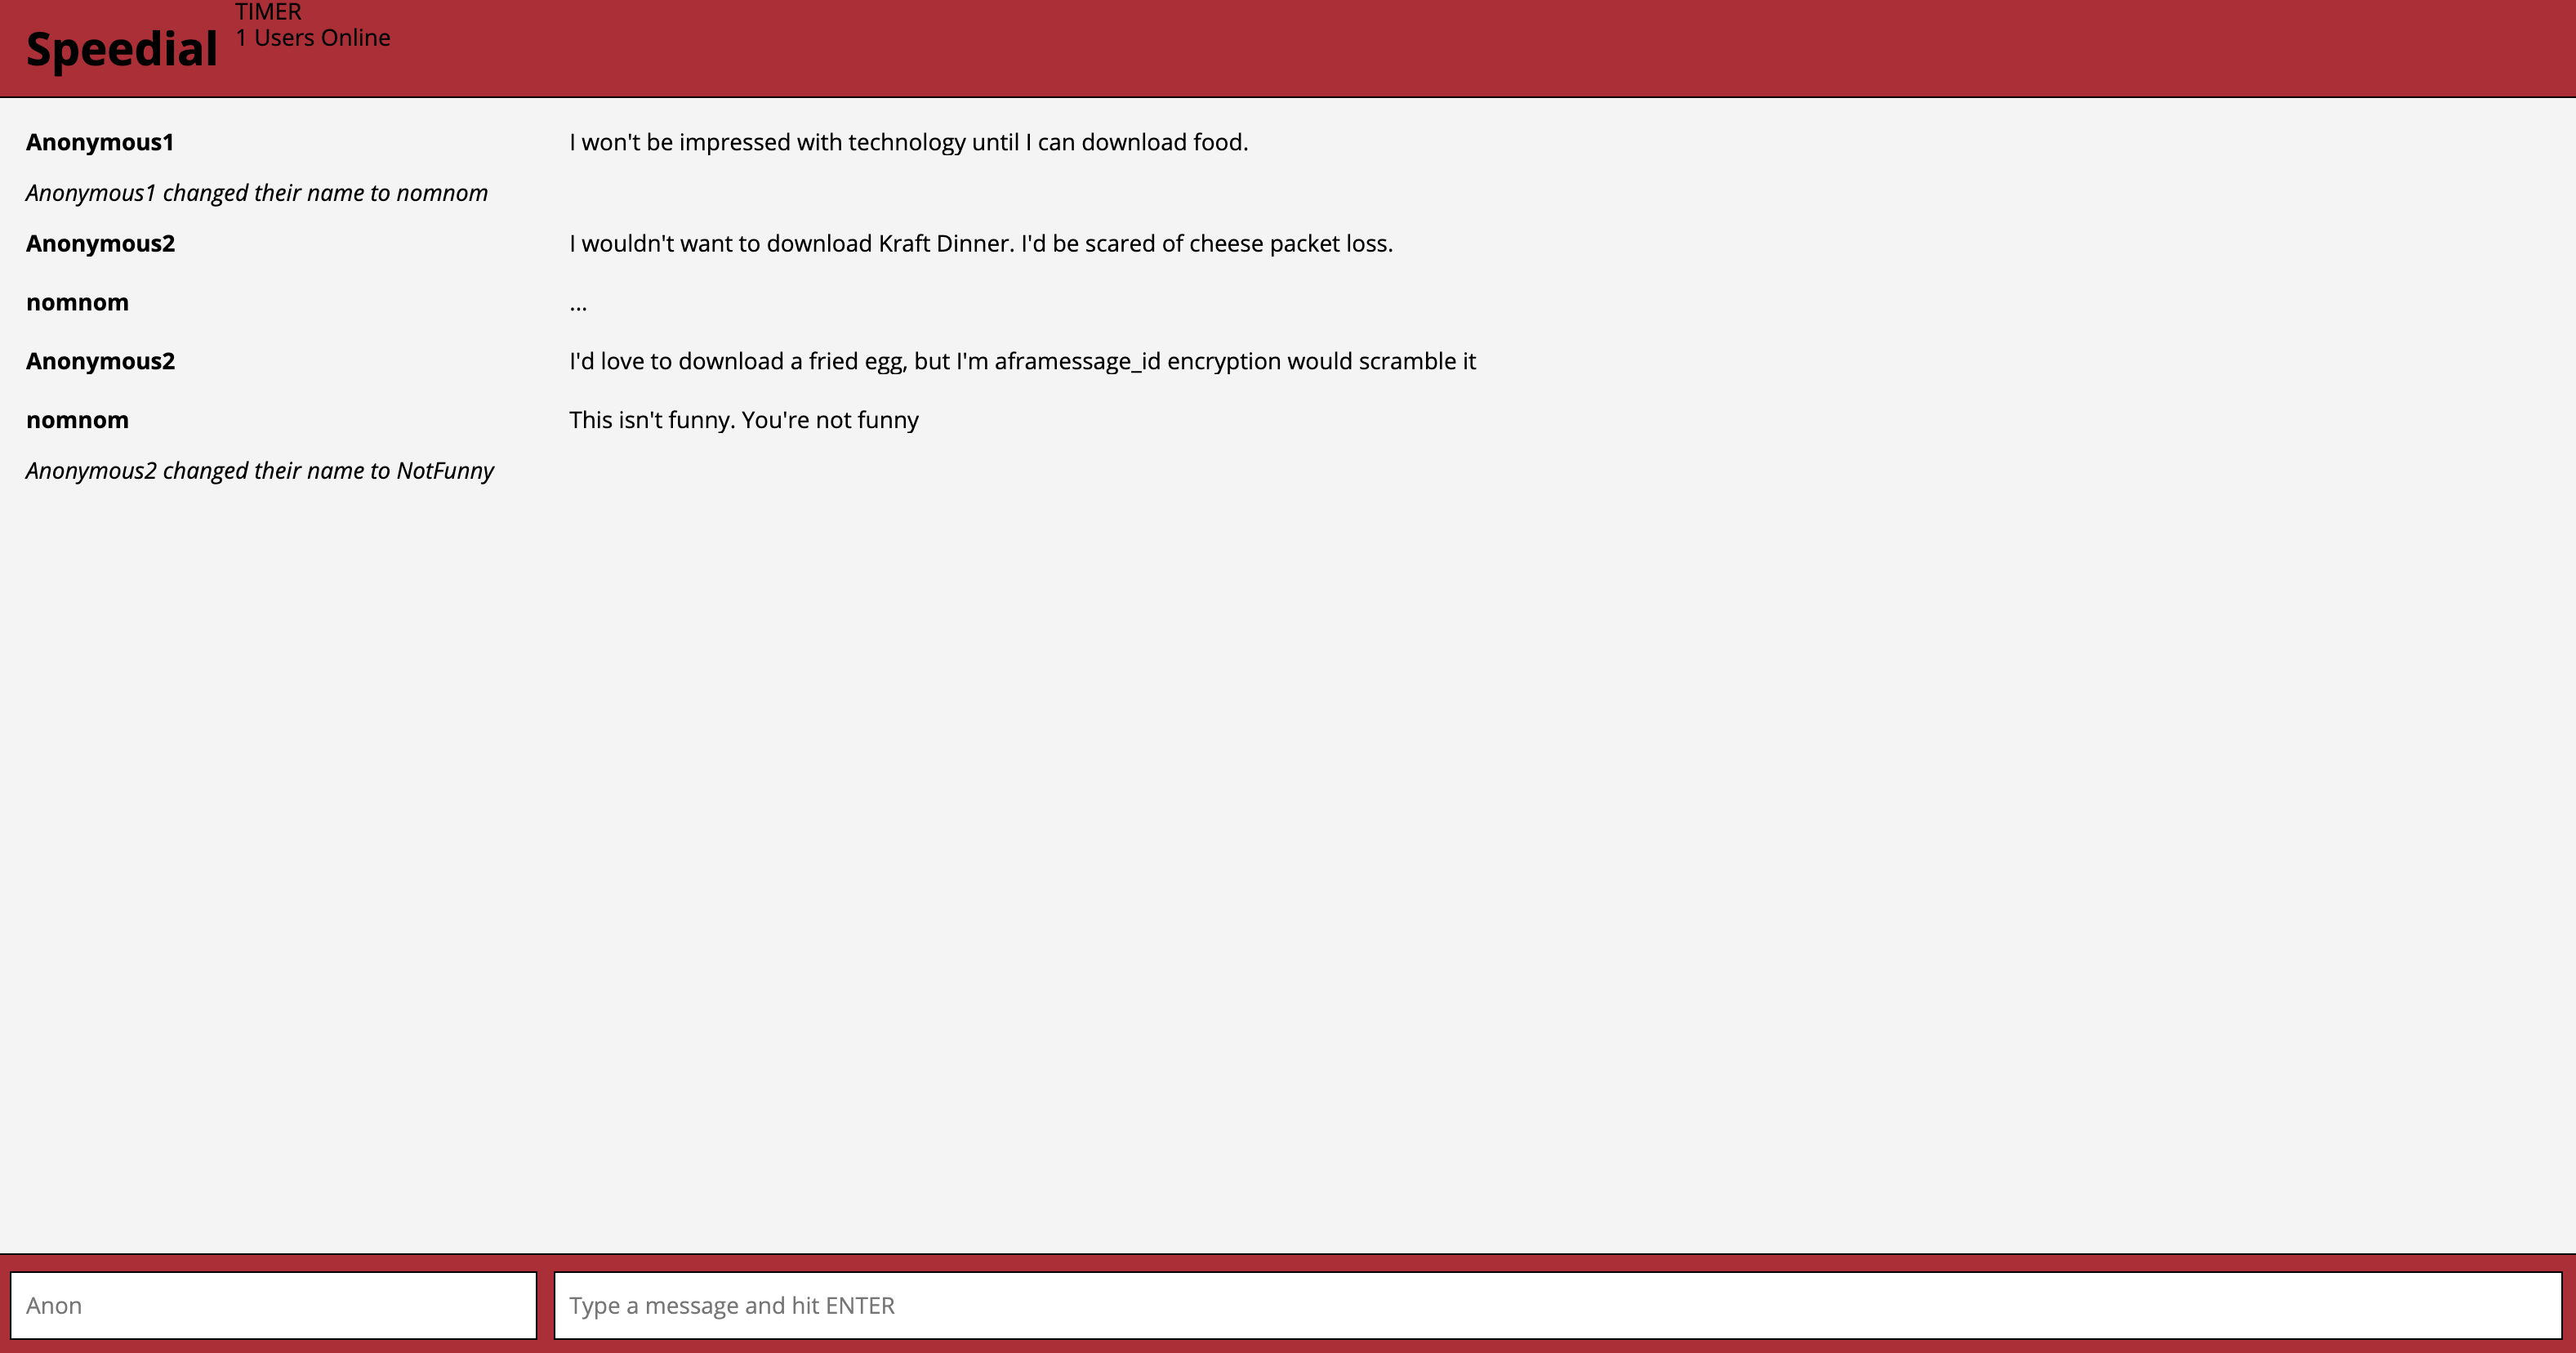 TIMER
Speedial
1 Users Online
Anonymous1 I won't be impressed with technology until I can download food.
Anonymous1 changed their name to nomnom
Anonymous2 I wouldn't want to download Kraft Dinner. I'd be scared of cheese packet loss.
nomnom ...
Anonymous2 I'd love to download a fried egg, but I'm aframessage_id encryption would scramble it
nomnom This isn't funny. You're not funny
Anonymous2 changed their name to NotFunny
Anon Type a message and hit ENTER